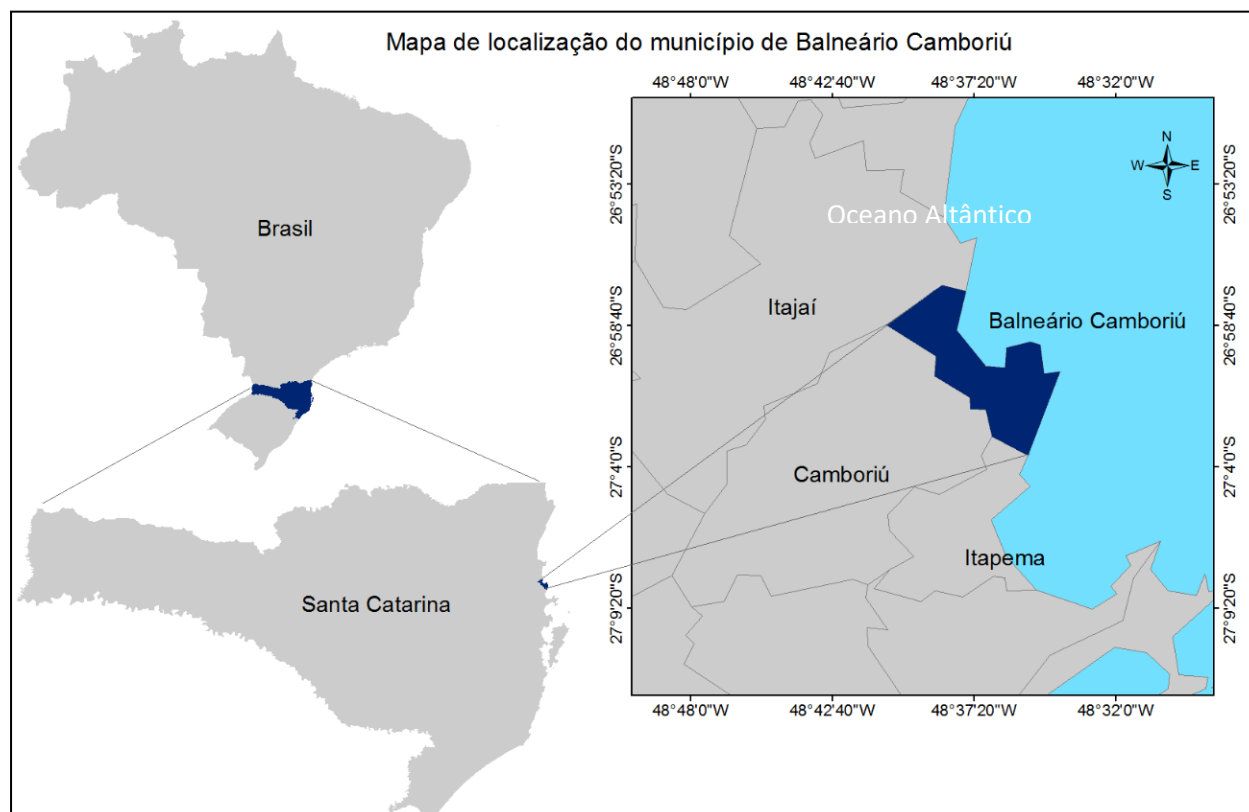 Mapa de localização do município de Balneário Camboriú
Brasil
Santa Catarina
48°48'0"W 48°42'40"W 48°37'20"W 48°32'0"W
N
W E
S
26°53'20"S 26°53'20"S
Oceano Altântico
Itajaí
Balneário Camboriú
26°58'40"S 26°58'40"S
27°4'0"S 27°4'0"S
Camboriú
Itapema
27°9'20"S 27°9'20"S
48°48'0"W 48°42'40"W 48°37'20"W 48°32'0"W